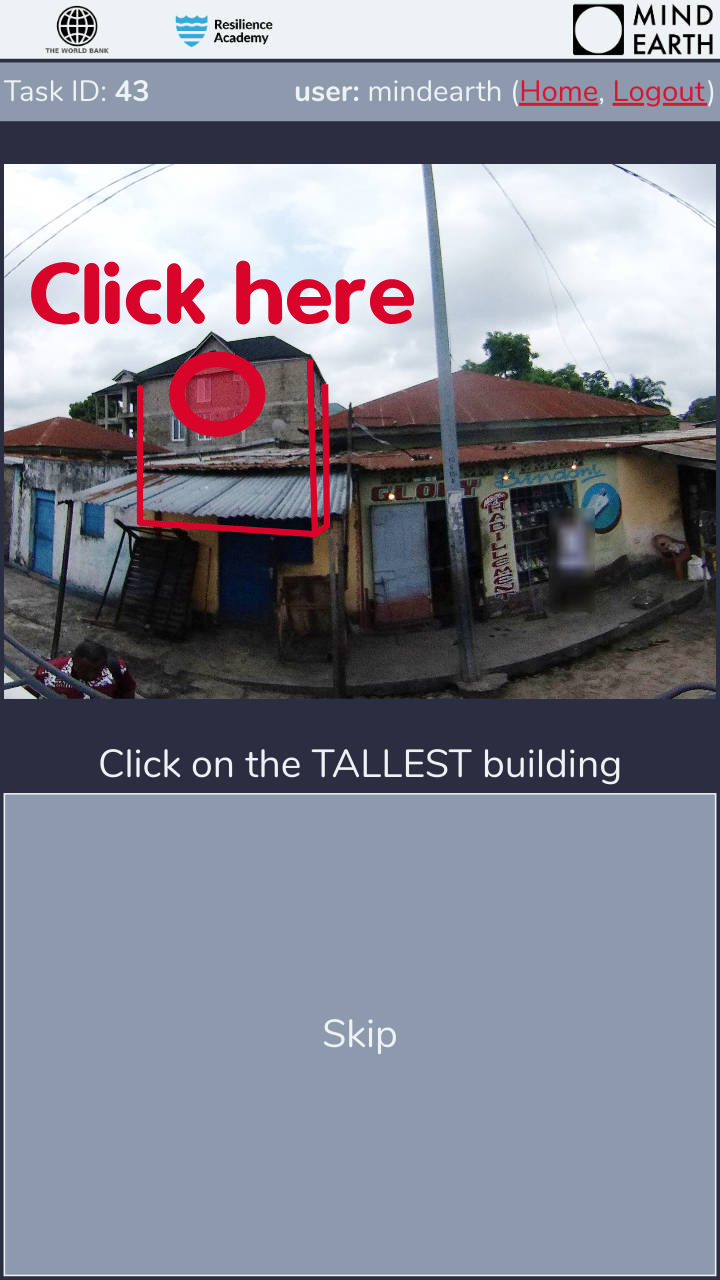 THE WORLD BANK
Resilience
Academy
MIND
EARTH
Task ID: 43
user: mindearth (Home, Logout)
Click here
GLORY
THADILLEMENT
Click on the TALLEST building
Skip